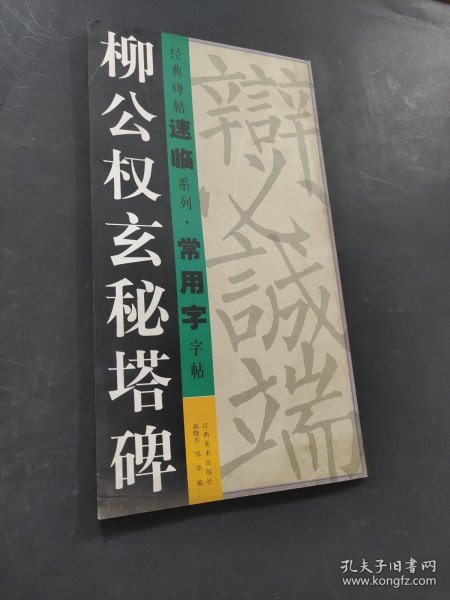 柳公权玄秘塔碑
经典碑帖速临系列·常用字字帖
江西美术出版社
辩以诚端
孔夫子旧书网
www.kongfz.com